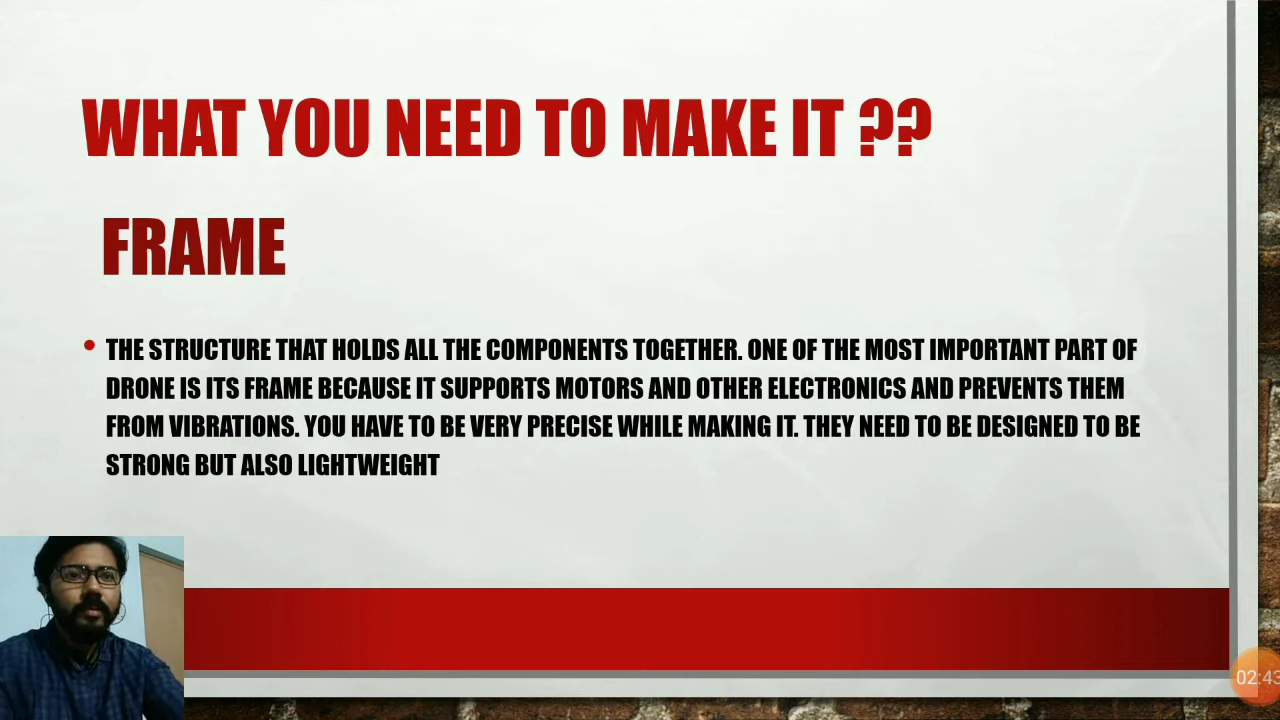 WHAT YOU NEED TO MAKE IT ??
FRAME
• THE STRUCTURE THAT HOLDS ALL THE COMPONENTS TOGETHER. ONE OF THE MOST IMPORTANT PART OF
DRONE IS ITS FRAME BECAUSE IT SUPPORTS MOTORS AND OTHER ELECTRONICS AND PREVENTS THEM
FROM VIBRATIONS. YOU HAVE TO BE VERY PRECISE WHILE MAKING IT. THEY NEED TO BE DESIGNED TO BE
STRONG BUT ALSO LIGHTWEIGHT
02:43